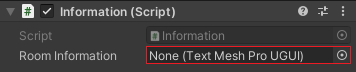 Information (Script)
Script Information
Room Information None (Text Mesh Pro UGUI)